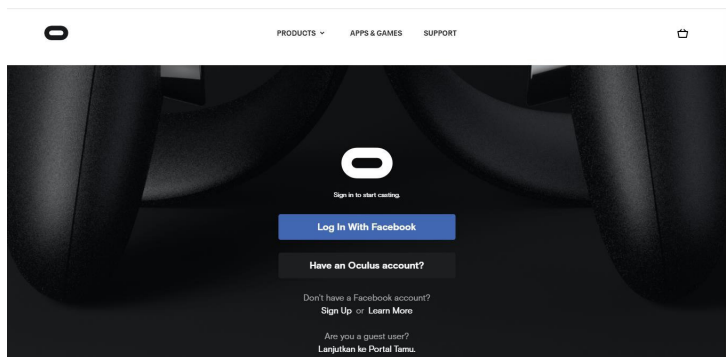 PRODUCTS APPS & GAMES SUPPORT
Sign in to start casting.
Log In With Facebook
Have an Oculus account?
Don't have a Facebook account?
Sign Up or Learn More
Are you a guest user?
Lanjutkan ke Portal Tamu.